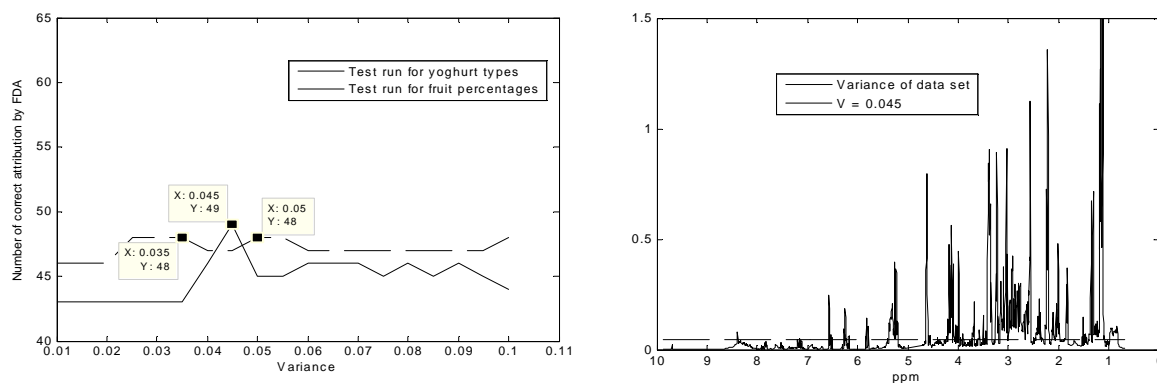 65
60
55
50
45
40
Number of correct attribution by FDA
Test run for yoghurt types
Test run for fruit percentages
X: 0.045
Y: 49
X: 0.05
Y: 48
X: 0.035
Y: 48
0.01 0.02 0.03 0.04 0.05 0.06 0.07 0.08 0.09 0.1 0.11
Variance
1.5
1
0.5
0
Variance of data set
V = 0.045
10 9 8 7 6 5 4 3 2 1 0
ppm